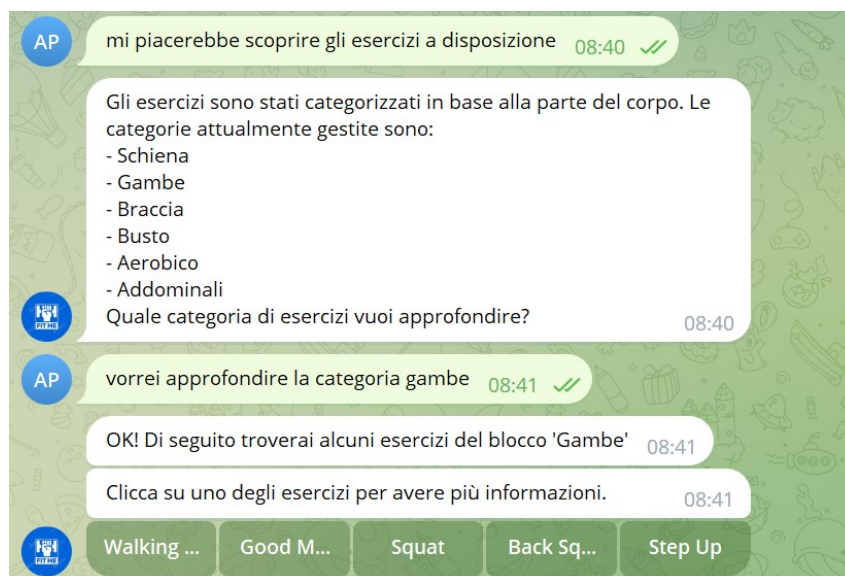 AP
mi piacerebbe scoprire gli esercizi a disposizione 08:40
Gli esercizi sono stati categorizzati in base alla parte del corpo. Le
categorie attualmente gestite sono:
- Schiena
- Gambe
- Braccia
- Busto
- Aerobico
- Addominali
Quale categoria di esercizi vuoi approfondire? 08:40
FIT ME
AP
vorrei approfondire la categoria gambe 08:41
OK! Di seguito troverai alcuni esercizi del blocco 'Gambe' 08:41
Clicca su uno degli esercizi per avere più informazioni. 08:41
FIT ME
Walking ... Good M... Squat Back Sq... Step Up